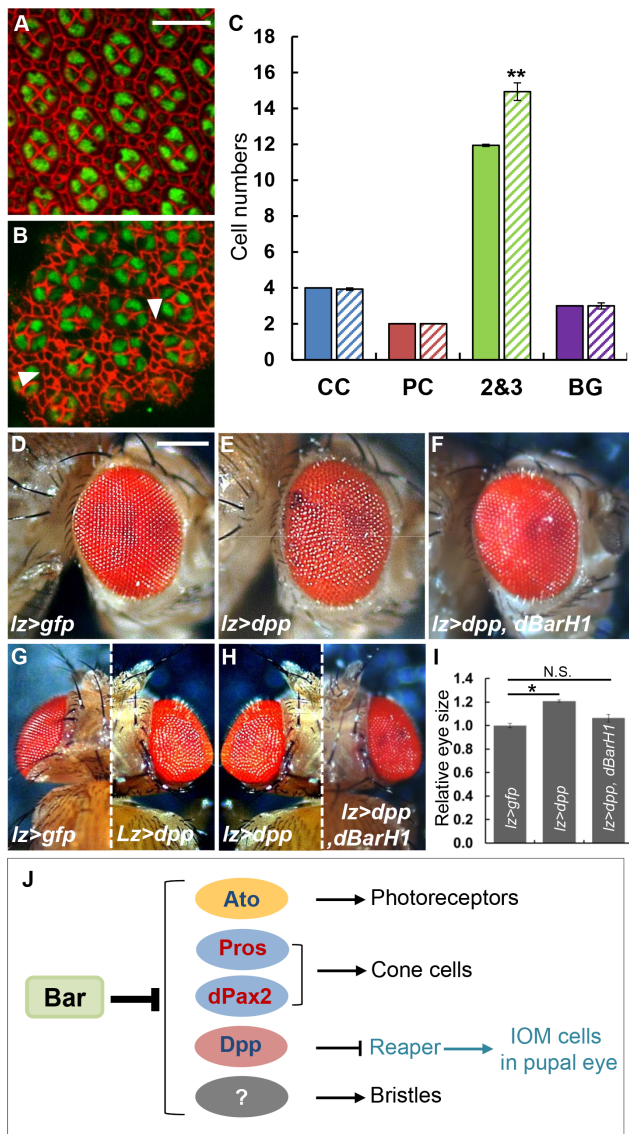 A
B
C
Cell numbers
18
16
14
12
10
8
6
4
2
0
**
CC
PC
2&3
BG
D
lz>gfp
E
lz>dpp
F
lz>dpp, dBarH1
G
lz>gfp
Lz>dpp
H
lz>dpp
lz>dpp
,dBarH1
I
Relative eye size
1.4
1.2
1.0
0.8
0.6
0.4
0.2
0.0
N.S.
*
lz>gfp
lz>dpp
lz>dpp, dBarH1
J
Bar
Ato
Photoreceptors
Pros
dPax2
Cone cells
Dpp
Reaper
IOM cells
in pupal eye
?
Bristles